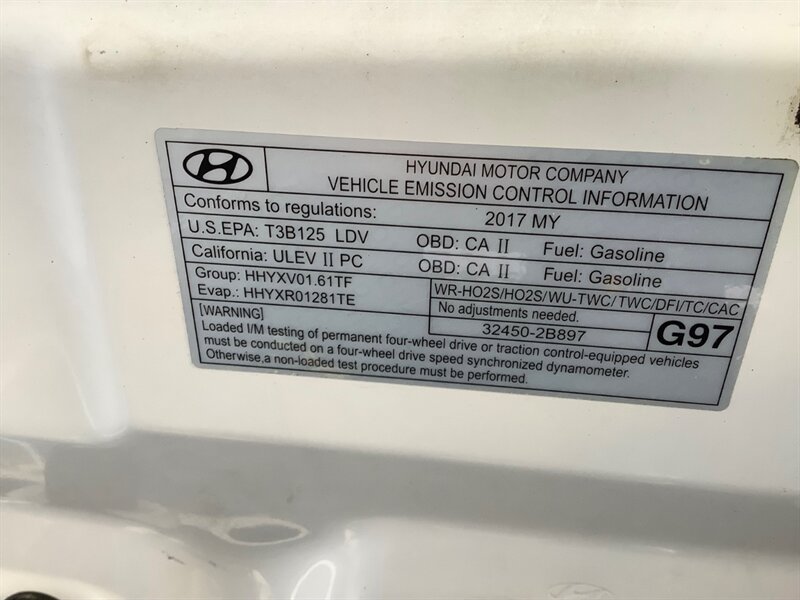 HYUNDAI MOTOR COMPANY
VEHICLE EMISSION CONTROL INFORMATION
Conforms to regulations: 2017 MY
U.S.EPA: T3B125 LDV OBD: CA II Fuel: Gasoline
California: ULEV II PC OBD: CA II Fuel: Gasoline
Group: HHYXV01.61TF
Evap.: HHYXR01281TE
WR-HO2S/HO2S/WU-TWC/TWC/DFI/TC/CAC
No adjustments needed.
32450-2B897
G97
[WARNING]
Loaded I/M testing of permanent four-wheel drive or traction control-equipped vehicles
must be conducted on a four-wheel drive speed synchronized dynamometer.
Otherwise,a non-loaded test procedure must be performed.